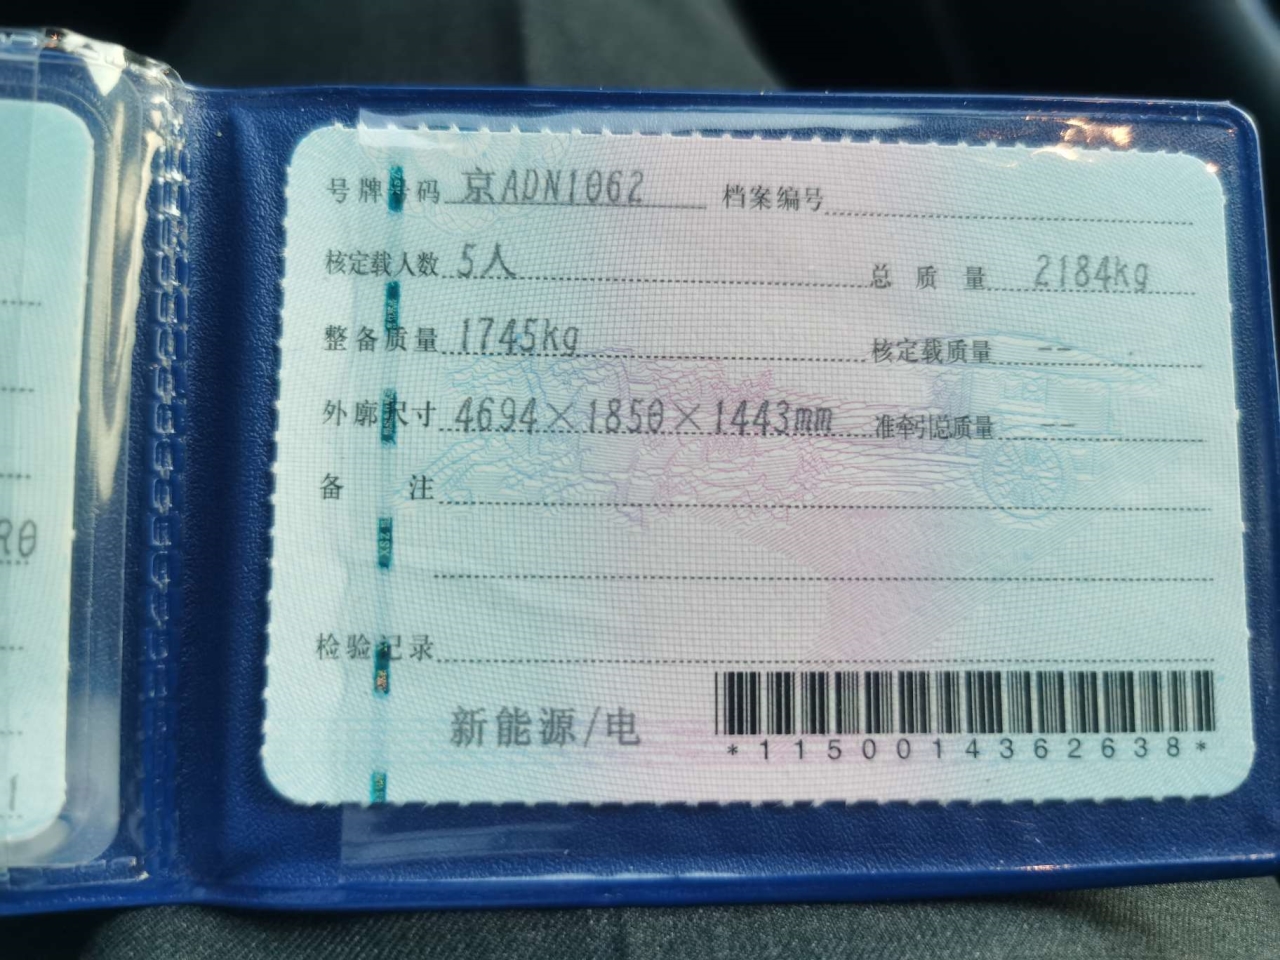 号牌号码 京ADN1062 档案编号
核定载人数 5人 总质量 2184kg
整备质量 1745kg 核定载质量 --
外廓尺寸 4694×1850×1443mm 准牵引总质量 --
备注
检验记录
新能源/电
*1150014362638*
R0
1